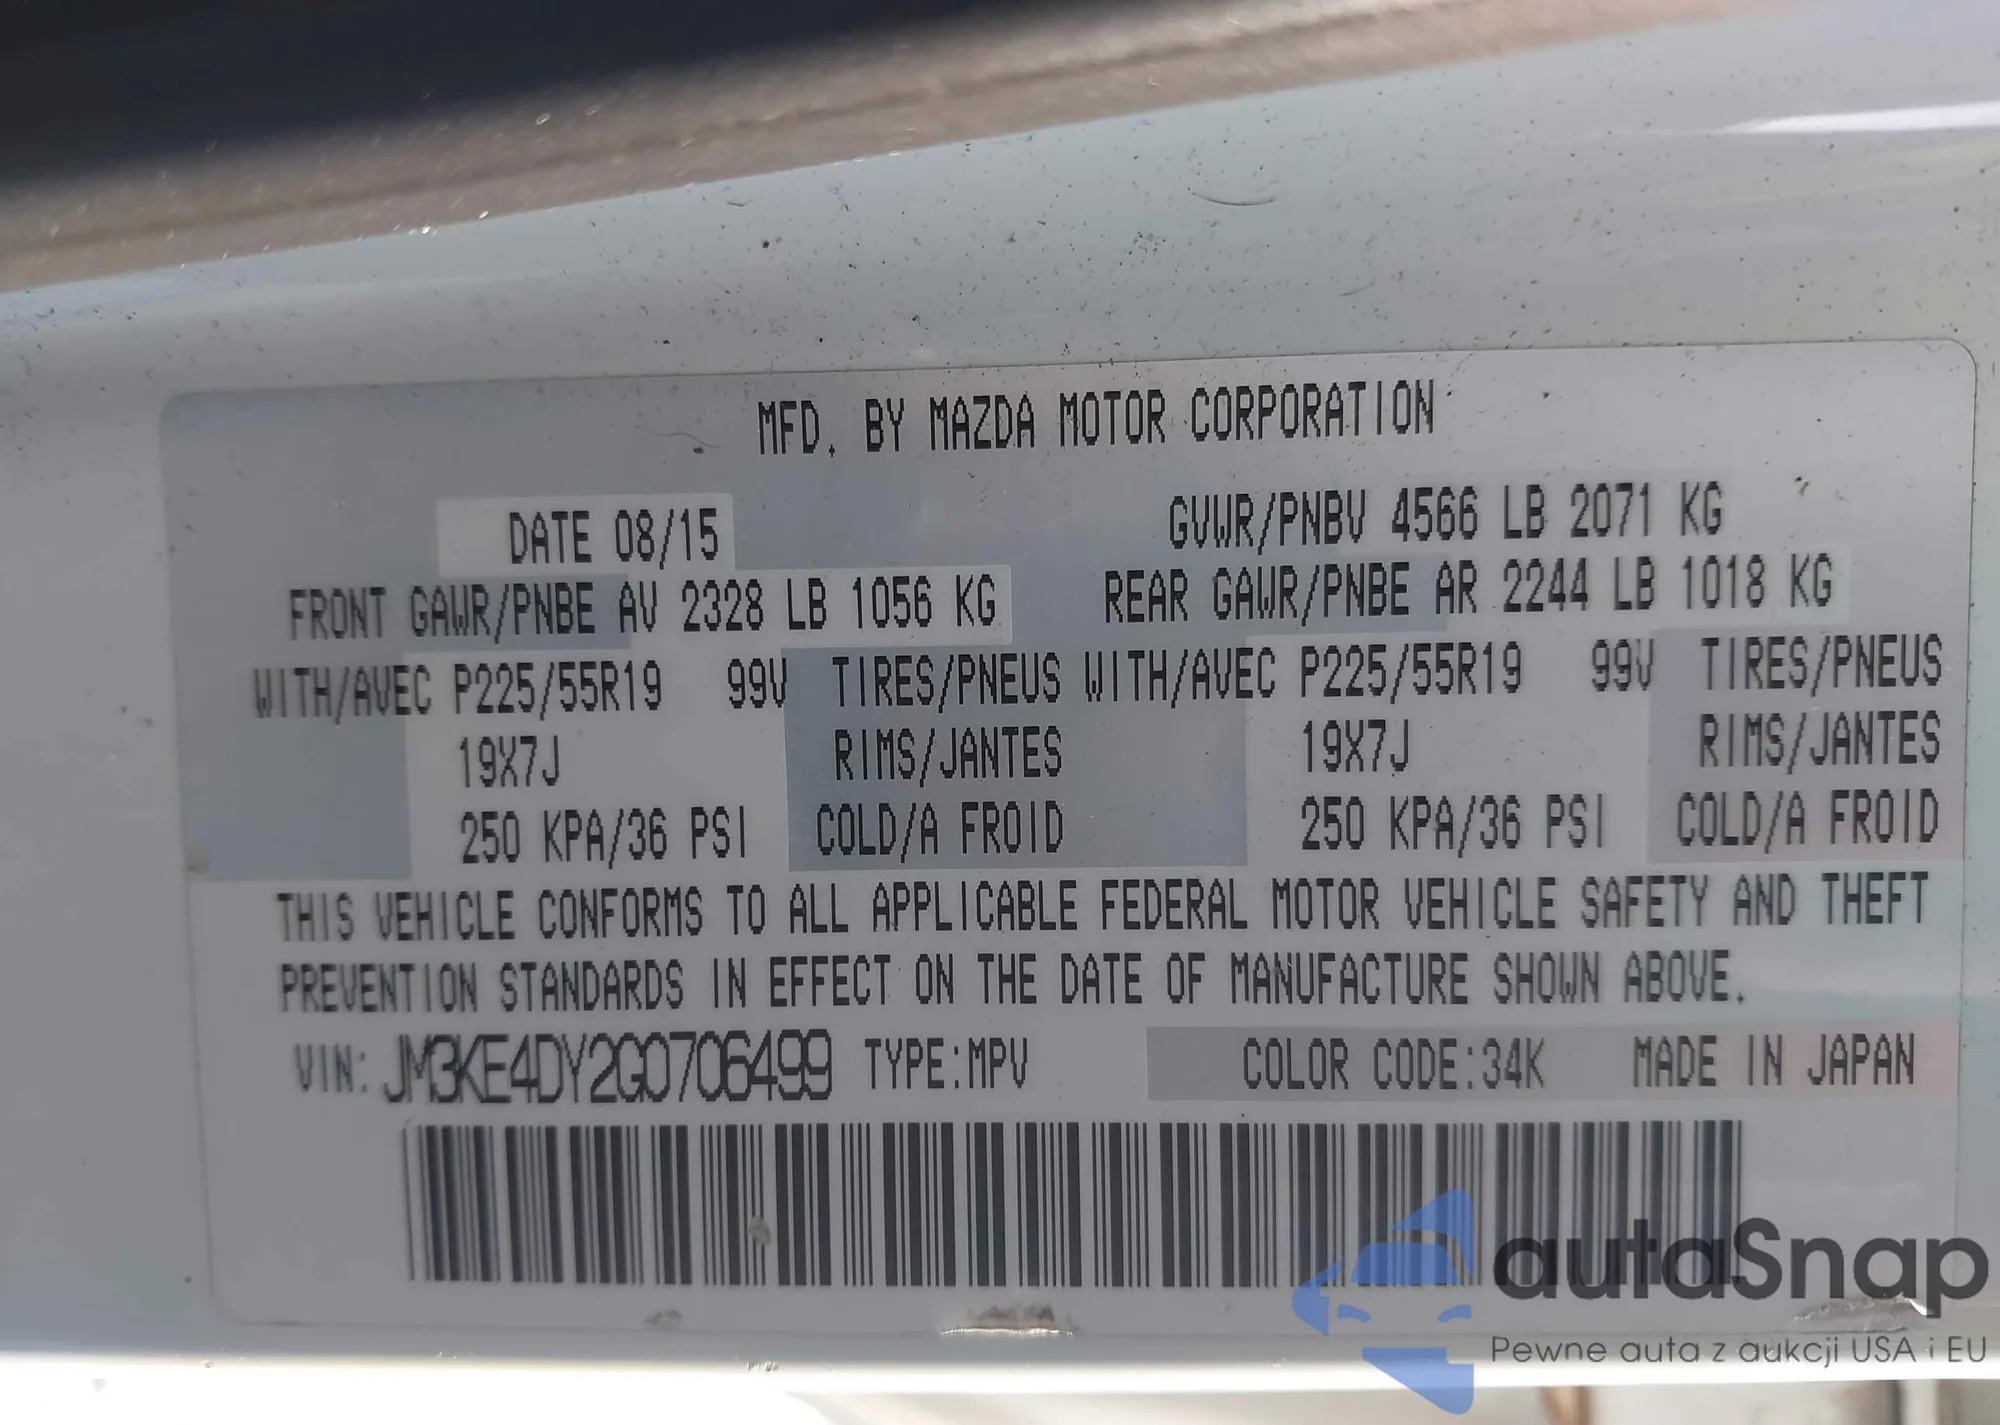 MFD. BY MAZDA MOTOR CORPORATION
DATE 08/15 GVWR/PNBV 4566 LB 2071 KG
FRONT GAWR/PNBE AV 2328 LB 1056 KG REAR GAWR/PNBE AR 2244 LB 1018 KG
WITH/AVEC P225/55R19 99V TIRES/PNEUS WITH/AVEC P225/55R19 99V TIRES/PNEUS
19X7J RIMS/JANTES 19X7J RIMS/JANTES
250 KPA/36 PSI COLD/A FROID 250 KPA/36 PSI COLD/A FROID
THIS VEHICLE CONFORMS TO ALL APPLICABLE FEDERAL MOTOR VEHICLE SAFETY AND THEFT
PREVENTION STANDARDS IN EFFECT ON THE DATE OF MANUFACTURE SHOWN ABOVE.
VIN: JM3KE4DY2G0706499 TYPE:MPV COLOR CODE:34K MADE IN JAPAN
autaSnap
Pewne auta z aukcji USA i EU